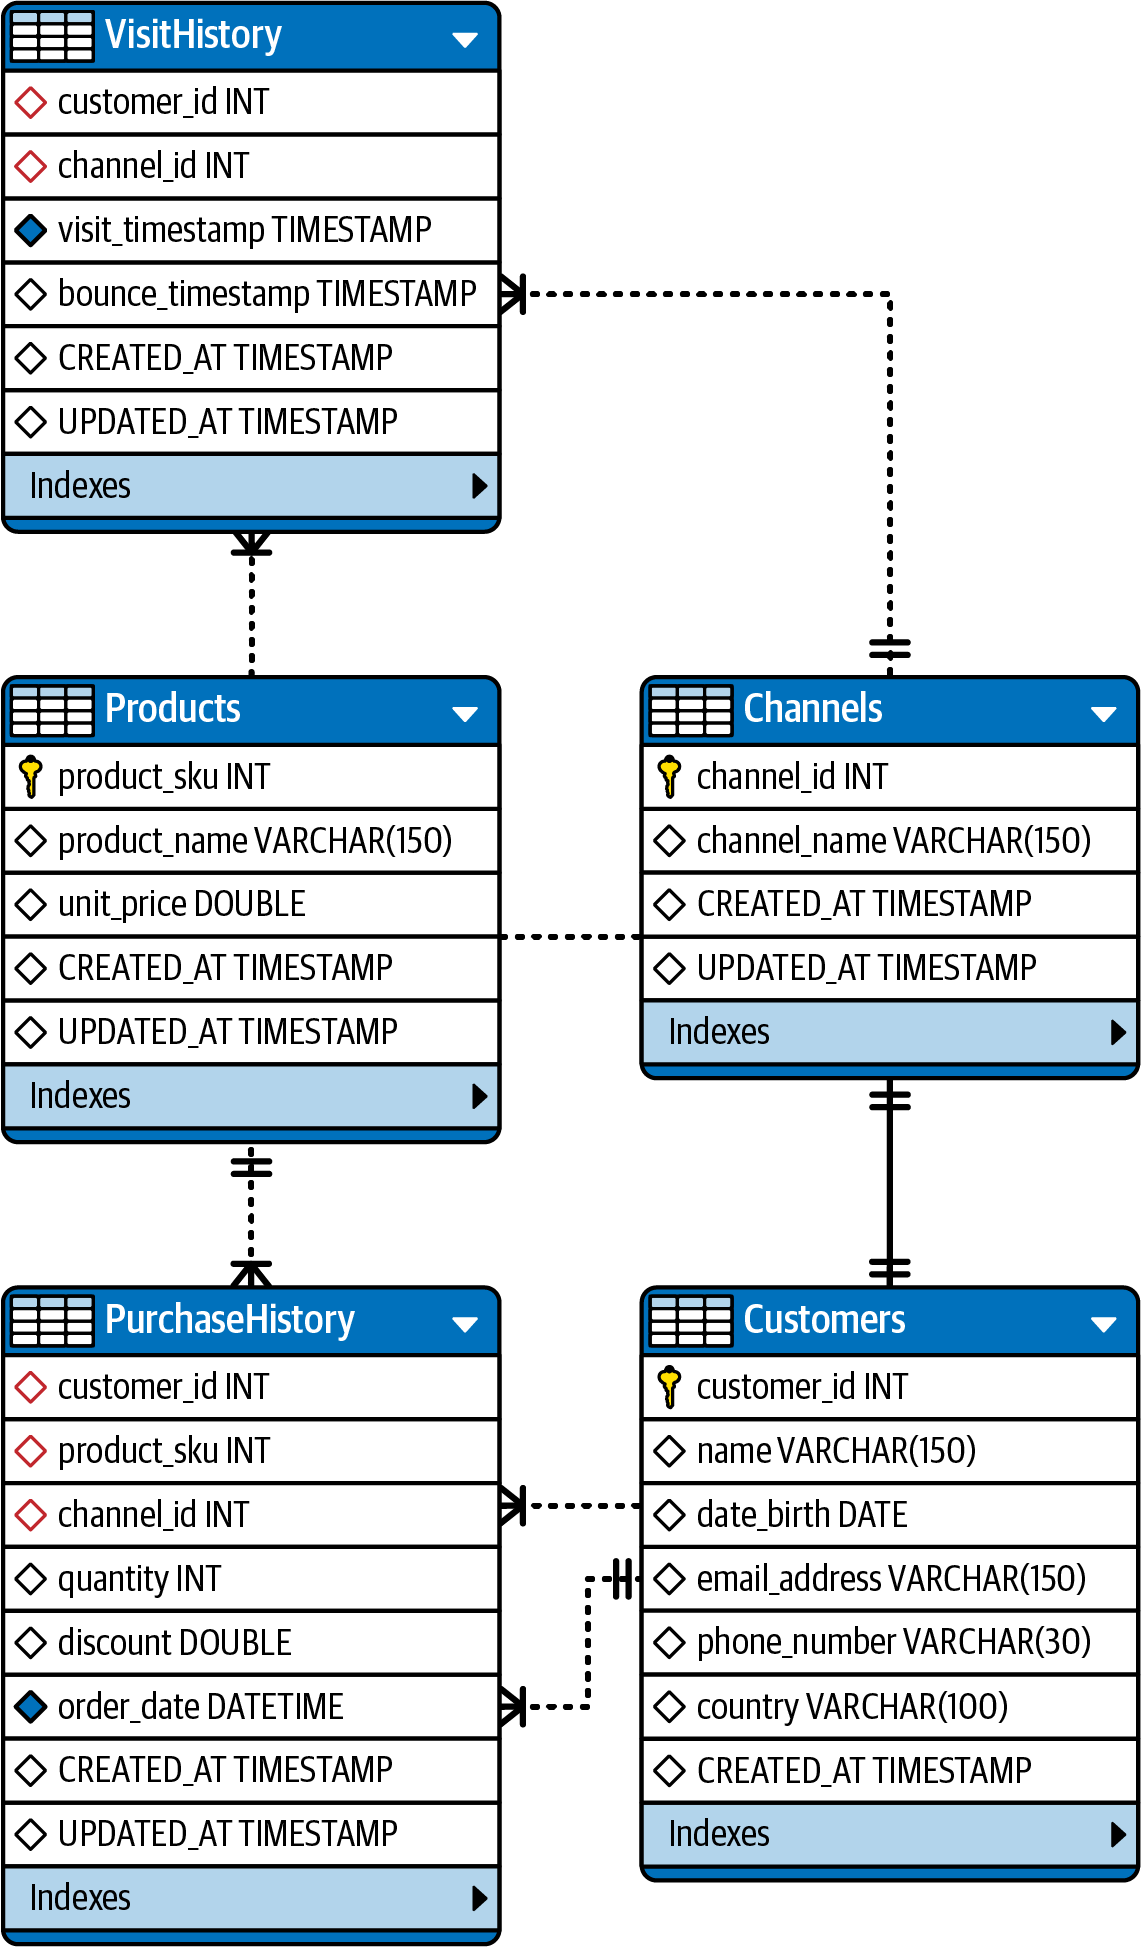 VisitHistory
customer_id INT
channel_id INT
visit_timestamp TIMESTAMP
bounce_timestamp TIMESTAMP
CREATED_AT TIMESTAMP
UPDATED_AT TIMESTAMP
Indexes
Products
product_sku INT
product_name VARCHAR(150)
unit_price DOUBLE
CREATED_AT TIMESTAMP
UPDATED_AT TIMESTAMP
Indexes
Channels
channel_id INT
channel_name VARCHAR(150)
CREATED_AT TIMESTAMP
UPDATED_AT TIMESTAMP
Indexes
PurchaseHistory
customer_id INT
product_sku INT
channel_id INT
quantity INT
discount DOUBLE
order_date DATETIME
CREATED_AT TIMESTAMP
UPDATED_AT TIMESTAMP
Indexes
Customers
customer_id INT
name VARCHAR(150)
date_birth DATE
email_address VARCHAR(150)
phone_number VARCHAR(30)
country VARCHAR(100)
CREATED_AT TIMESTAMP
Indexes